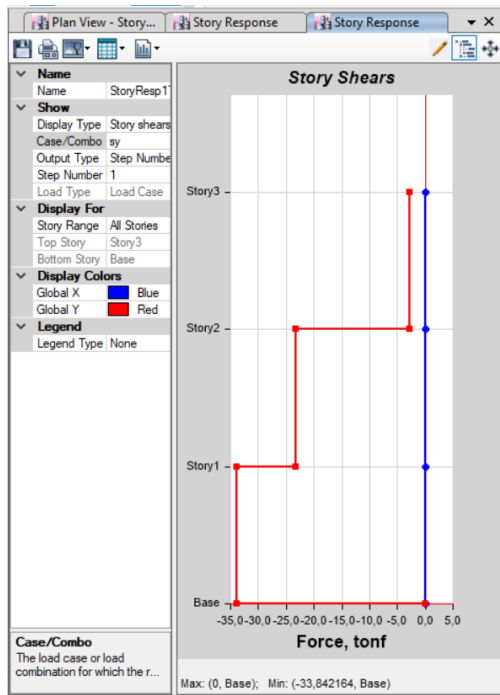 Plan View - Story... Story Response Story Response
Name
Name StoryResp1
Show
Display Type Story shears
Case/Combo sy
Output Type Step Numbe
Step Number 1
Load Type Load Case
Display For
Story Range All Stories
Top Story Story3
Bottom Story Base
Display Colors
Global X Blue
Global Y Red
Legend
Legend Type None
Case/Combo
The load case or load
combination for which the r...
Story Shears
Story3
Story2
Story1
Base
-35,0 -30,0 -25,0 -20,0 -15,0 -10,0 -5,0 0,0 5,0
Force, tonf
Max: (0, Base); Min: (-33,842164, Base)